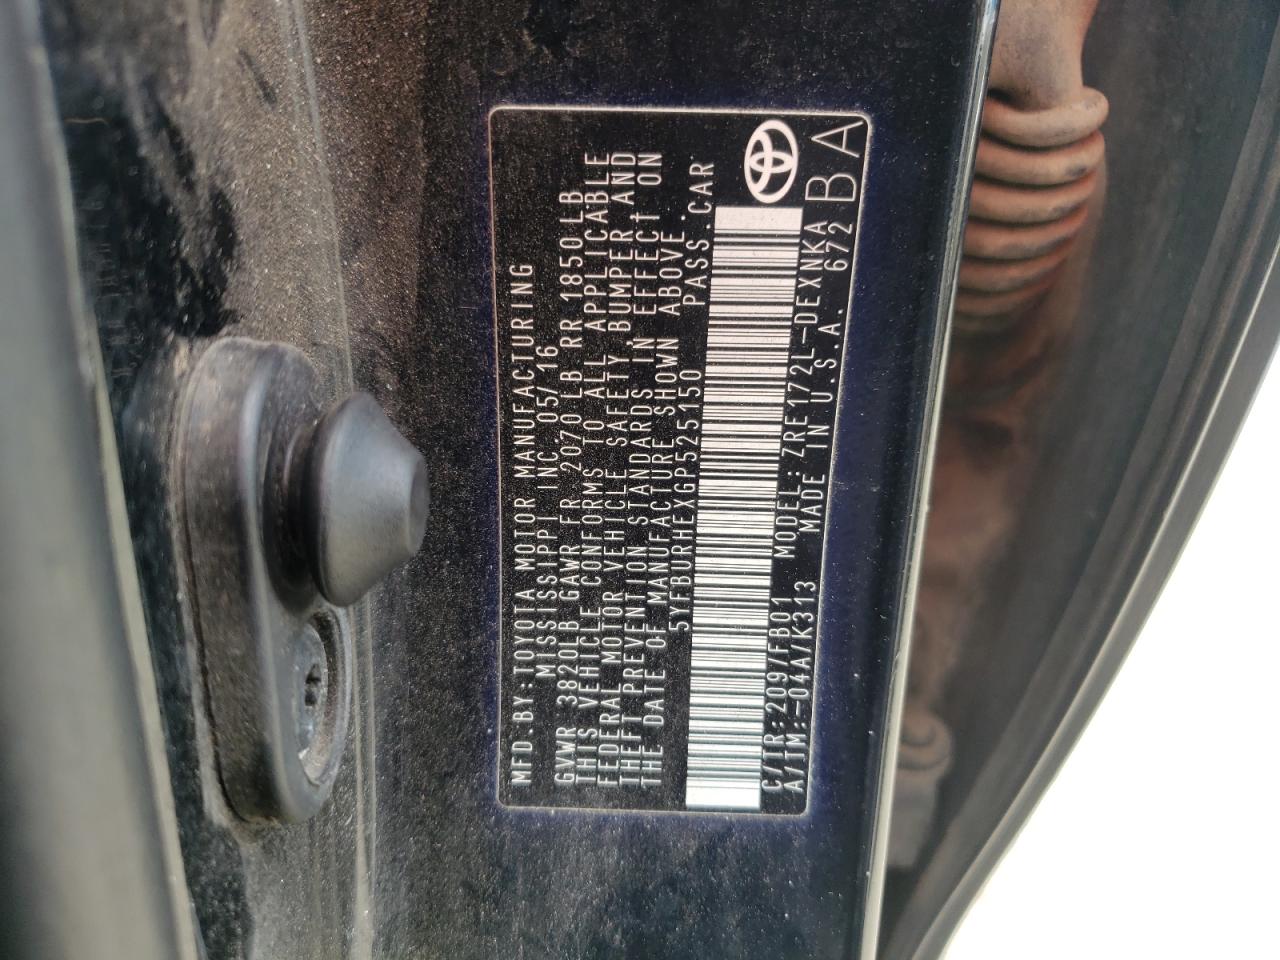 MFD.BY:TOYOTA MOTOR MANUFACTURING
MISSISSIPPI INC 05/16
GVWR 3820LB GAWR FR 2070 LB RR 1850LB
THIS VEHICLE CONFORMS TO ALL APPLICABLE
FEDERAL MOTOR VEHICLE SAFETY, BUMPER AND
THEFT PREVENTION STANDARDS IN EFFECT ON
THE DATE OF MANUFACTURE SHOWN ABOVE.
5YFBURHEXGP525150 PASS.CAR
C/TR:209/FB01 MODEL:ZRE172L-DEXNKA
A/TM:-04A/K313 MADE IN U.S.A. 672
BA